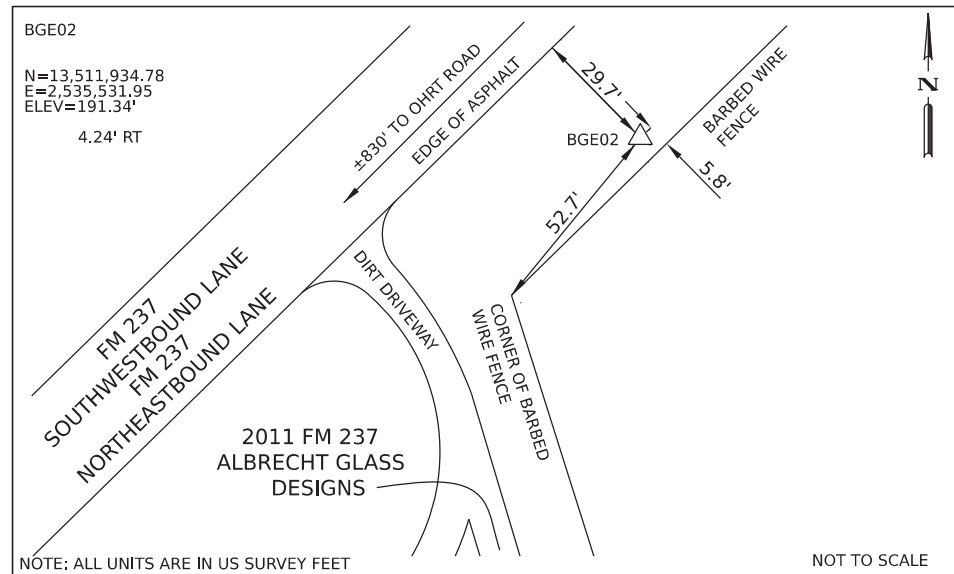 BGE02
N=13,511,934.78
E=2,535,531.95
ELEV=191.34'
4.24' RT
±830' TO OHRT ROAD
EDGE OF ASPHALT
29.7'
BARBED WIRE
FENCE
N
BGE02
5.8'
52.7'
DIRT DRIVEWAY
CORNER OF BARBED
WIRE FENCE
FM 237
SOUTHWESTBOUND LANE
FM 237
NORTHEASTBOUND LANE
2011 FM 237
ALBRECHT GLASS
DESIGNS
NOTE: ALL UNITS ARE IN US SURVEY FEET
NOT TO SCALE